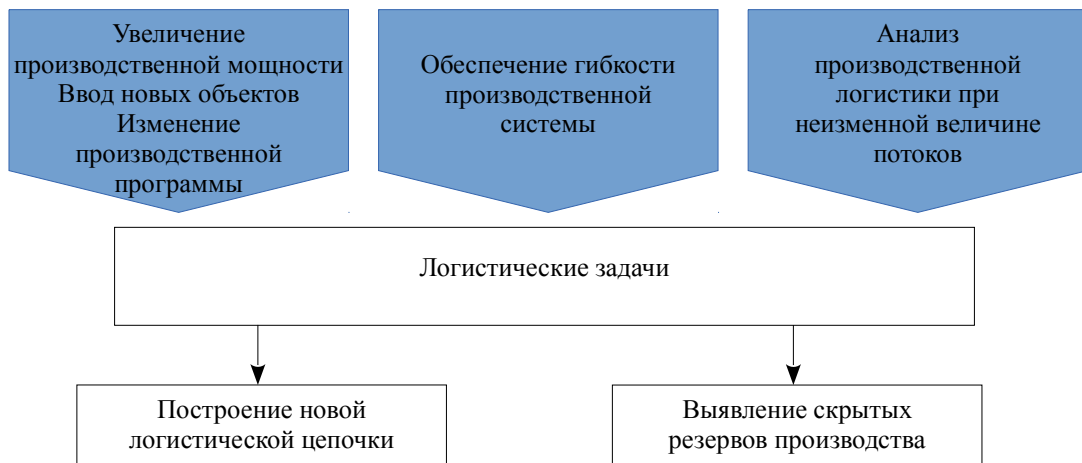 Увеличение
производственной мощности
Ввод новых объектов
Изменение
производственной
программы
Обеспечение гибкости
производственной
системы
Анализ
производственной
логистики при
неизменной величине
потоков
Логистические задачи
Построение новой
логистической цепочки
Выявление скрытых
резервов производства